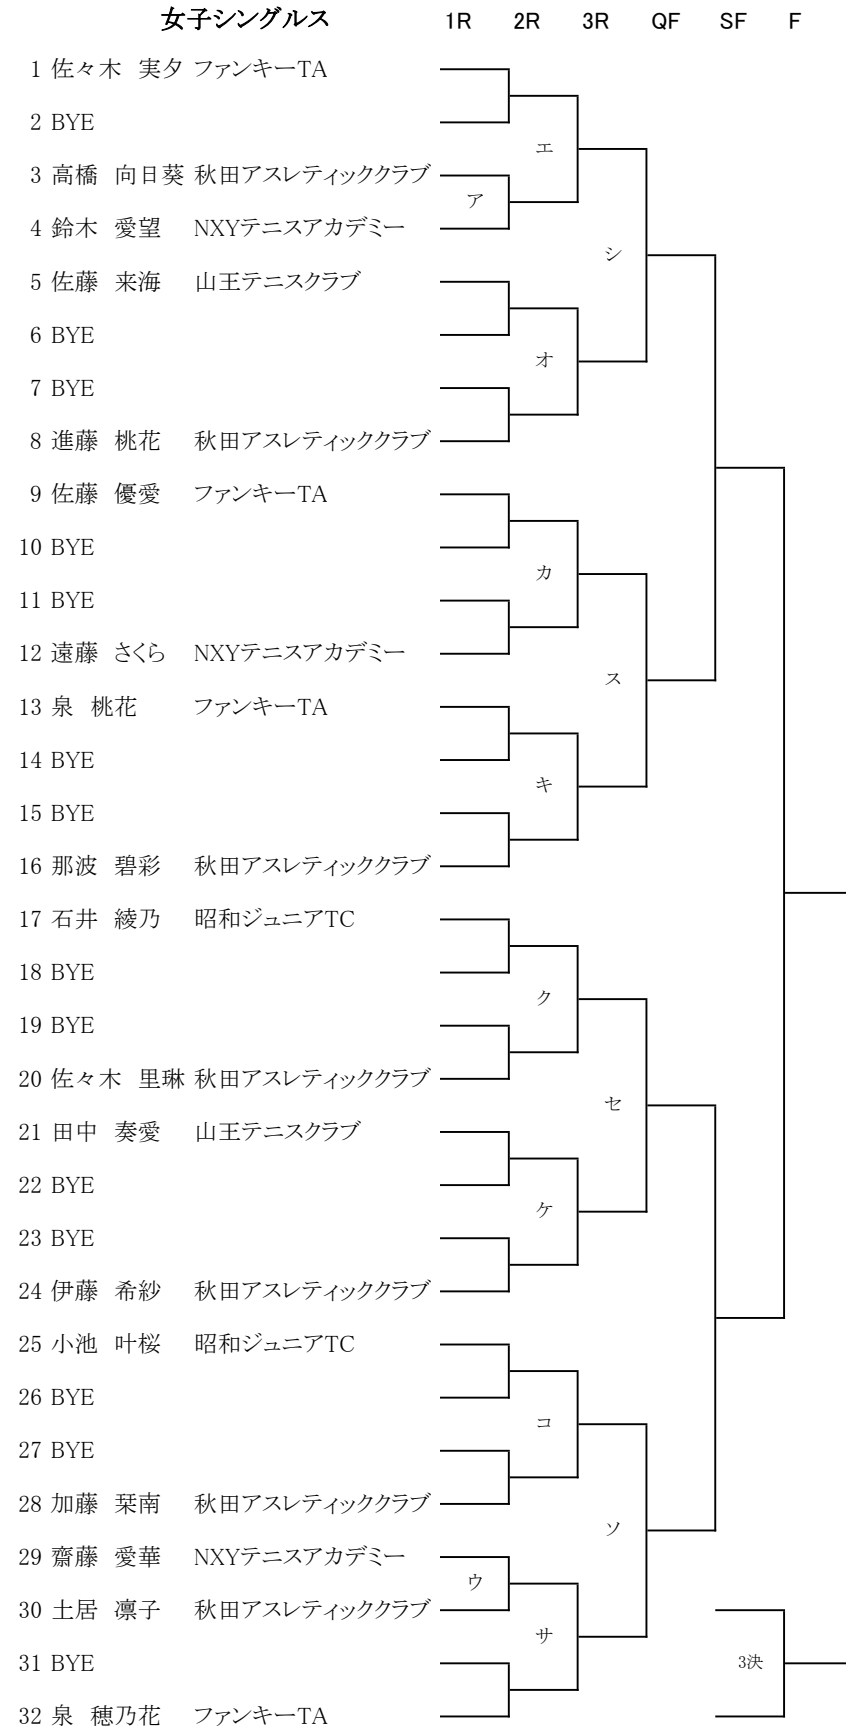 女子シングルス 1R 2R 3R QF SF F
1 佐々木 実夕 ファンキーTA
2 BYE
エ
3 高橋 向日葵 秋田アスレティッククラブ
ア
4 鈴木 愛望 NXYテニスアカデミー
シ
5 佐藤 来海 山王テニスクラブ
6 BYE
オ
7 BYE
8 進藤 桃花 秋田アスレティッククラブ
9 佐藤 優愛 ファンキーTA
10 BYE
カ
11 BYE
12 遠藤 さくら NXYテニスアカデミー
ス
13 泉 桃花 ファンキーTA
14 BYE
キ
15 BYE
16 那波 碧彩 秋田アスレティッククラブ
17 石井 綾乃 昭和ジュニアTC
18 BYE
ク
19 BYE
20 佐々木 里琳 秋田アスレティッククラブ
セ
21 田中 奏愛 山王テニスクラブ
22 BYE
ケ
23 BYE
24 伊藤 希紗 秋田アスレティッククラブ
25 小池 叶桜 昭和ジュニアTC
26 BYE
コ
27 BYE
28 加藤 栞南 秋田アスレティッククラブ
ソ
29 齋藤 愛華 NXYテニスアカデミー
ウ
30 土居 凛子 秋田アスレティッククラブ
サ
31 BYE
3決
32 泉 穂乃花 ファンキーTA